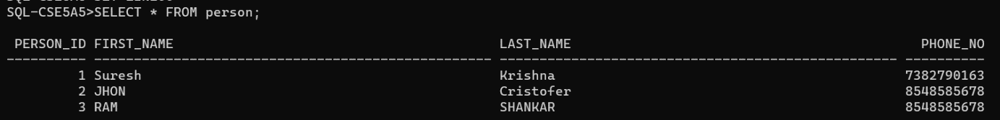 SQL-CSE5A5>SELECT * FROM person;
PERSON_ID FIRST_NAME LAST_NAME PHONE_NO
---------- -------------------------------------------------- -------------------------------------------------- ----------
1 Suresh Krishna 7382790163
2 JHON Cristofer 8548585678
3 RAM SHANKAR 8548585678